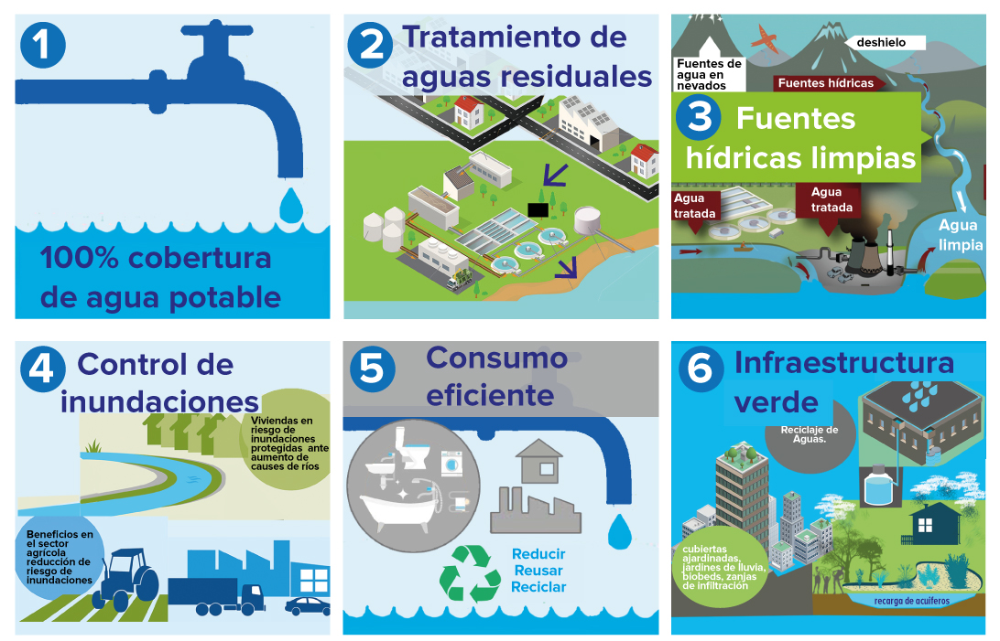 1
100% cobertura
de agua potable
2
Tratamiento de
aguas residuales
deshielo
Fuentes de
agua en
nevados
Fuentes hídricas
3
Fuentes
hídricas limpias
Agua
tratada
Agua
tratada
Agua
limpia
4
Control de
inundaciones
Viviendas en
riesgo de
inundaciones
protegidas ante
aumento de
causes de ríos
Beneficios en
el sector
agrícola
reducción de
riesgo de
inundaciones
5
Consumo
eficiente
Reducir
Reusar
Reciclar
6
Infraestructura
verde
Reciclaje de
Aguas.
cubiertas
ajardinadas,
jardines de lluvia,
biobeds, zanjas
de infiltración
recarga de acuiferos